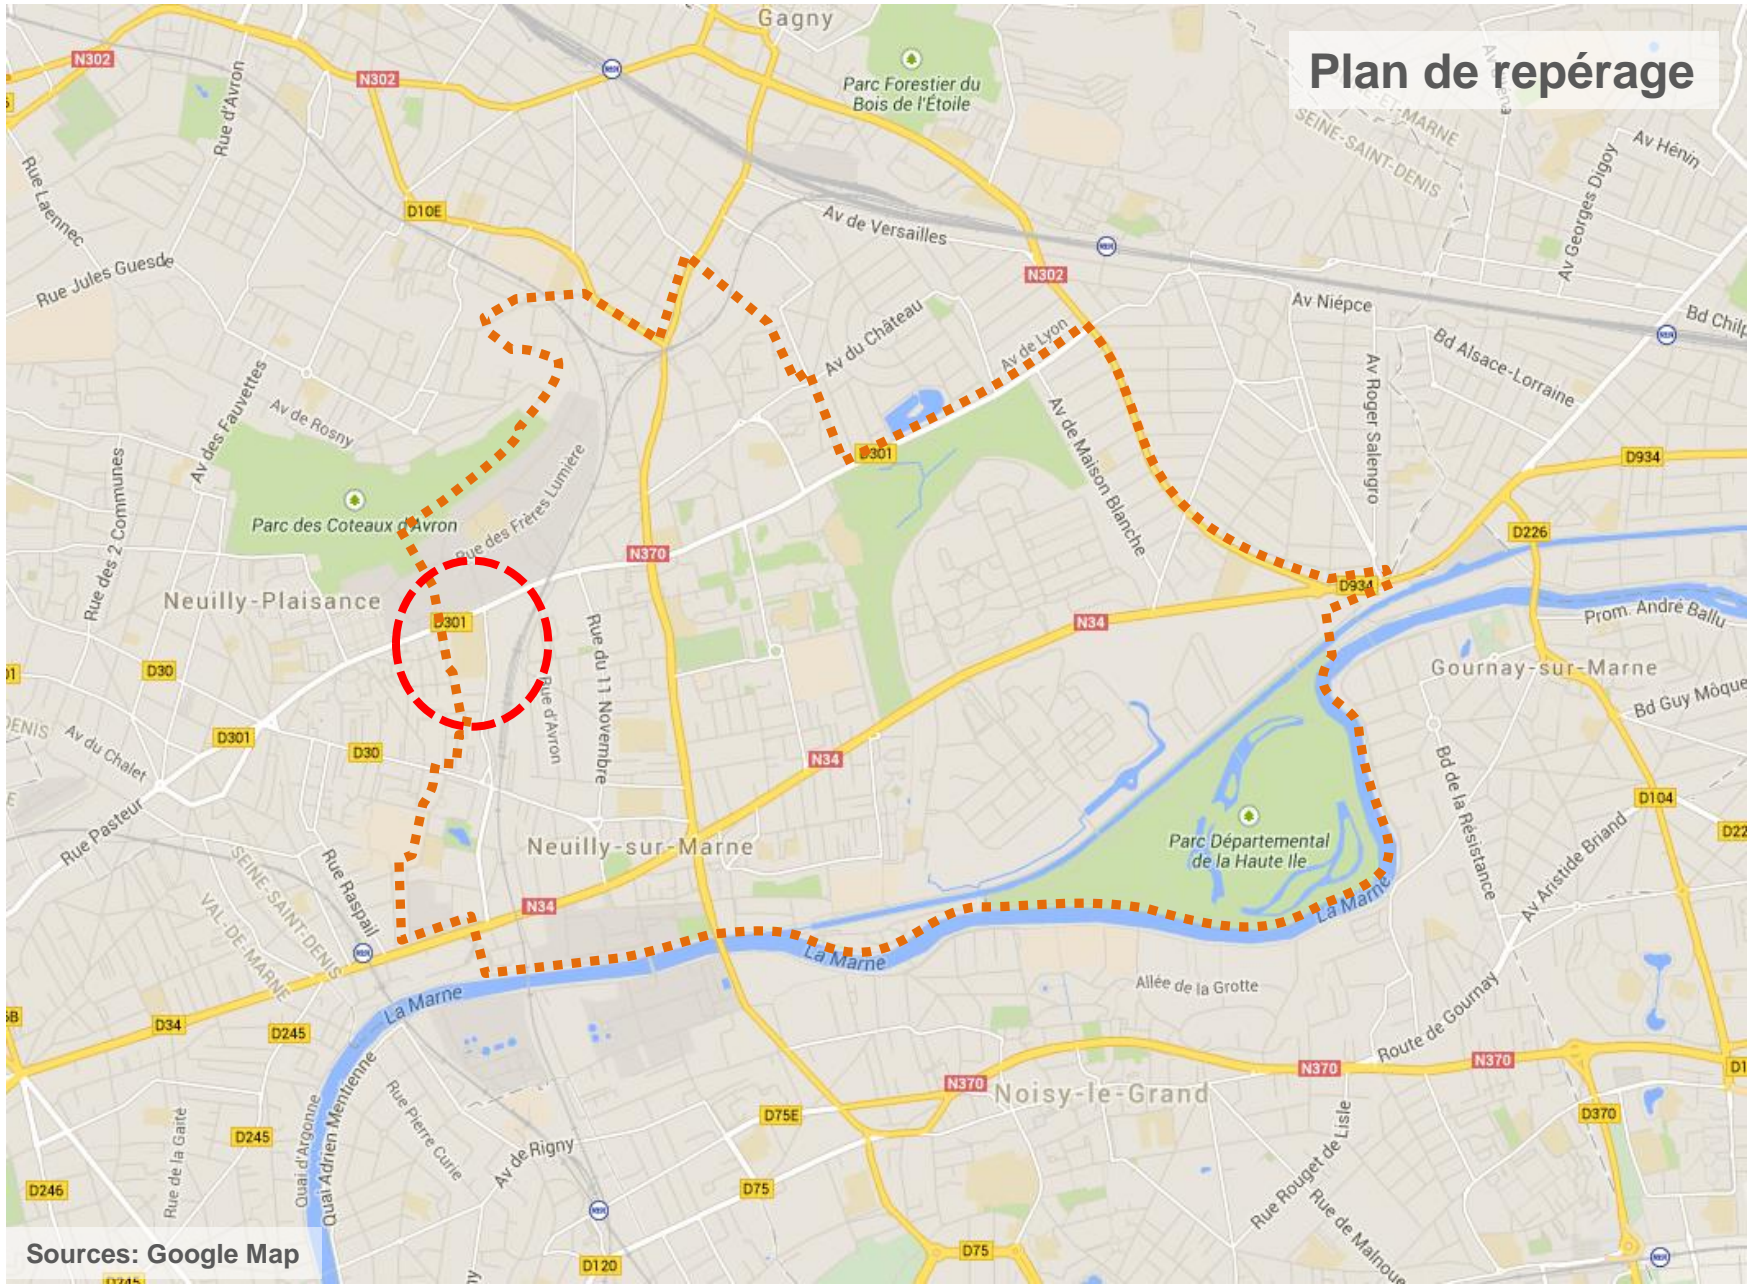 Plan de repérage
Gagny
N302
N302
Rue d'Avron
Parc Forestier du
Bois de l'Étoile
SEINE-ET-MARNE
SEINE-SAINT-DENIS
Av Hénin
Av Georges Digoy
Rue Laennec
D10E
Av de Versailles
Rue Jules Guesde
N302
Av Niépce
Bd Chilp
Bd Alsace-Lorraine
Av du Château
Av de Lyon
Av Roger Salengro
Av des Fauvettes
Av de Rosny
Av de Maison Blanche
D301
D934
Rue des 2 Communes
Rue des Frères Lumière
Parc des Coteaux d'Avron
D226
N370
D934
Neuilly-Plaisance
D301
N34
Prom. André Ballu
Rue du 11 Novembre
Gournay-sur-Marne
D30
Rue d'Avron
Bd Guy Môque
DENIS
Av du Chalet
D301
D30
N34
Bd de la Résistance
D104
D22
Rue Pasteur
Neuilly-sur-Marne
Parc Départemental
de la Haute Ile
Av Aristide Briand
SEINE-SAINT-DENIS
VAL-DE-MARNE
Rue Raspail
N34
La Marne
La Marne
La Marne
Allée de la Grotte
Route de Gournay
D34
D245
N370
N370
N370
Noisy-le-Grand
D1
Quai d'Argonne
Quai Adrien Mentienne
Rue Pierre Curie
Rue de la Gaité
D245
D75E
D370
Av de Rigny
D246
D75
Rue Rouget de Lisle
Rue de Malnoue
Sources: Google Map
D75
D120
D245